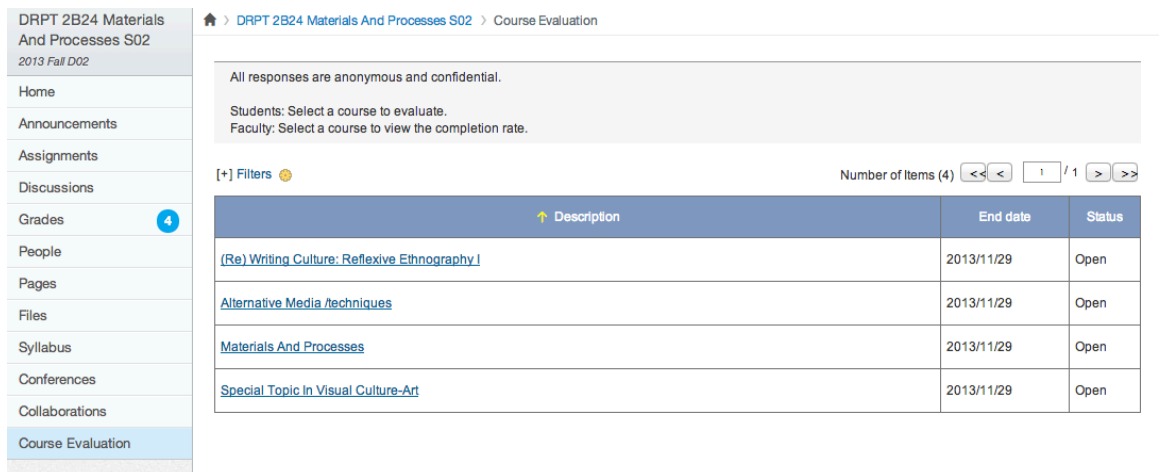 DRPT 2B24 Materials
And Processes S02
2013 Fall D02
Home
Announcements
Assignments
Discussions
Grades 4
People
Pages
Files
Syllabus
Conferences
Collaborations
Course Evaluation
DRPT 2B24 Materials And Processes S02 > Course Evaluation
All responses are anonymous and confidential.
Students: Select a course to evaluate.
Faculty: Select a course to view the completion rate.
[+] Filters
Number of Items (4) << < 1 / 1 > >>
Description End date Status
(Re) Writing Culture: Reflexive Ethnography I 2013/11/29 Open
Alternative Media /techniques 2013/11/29 Open
Materials And Processes 2013/11/29 Open
Special Topic In Visual Culture-Art 2013/11/29 Open